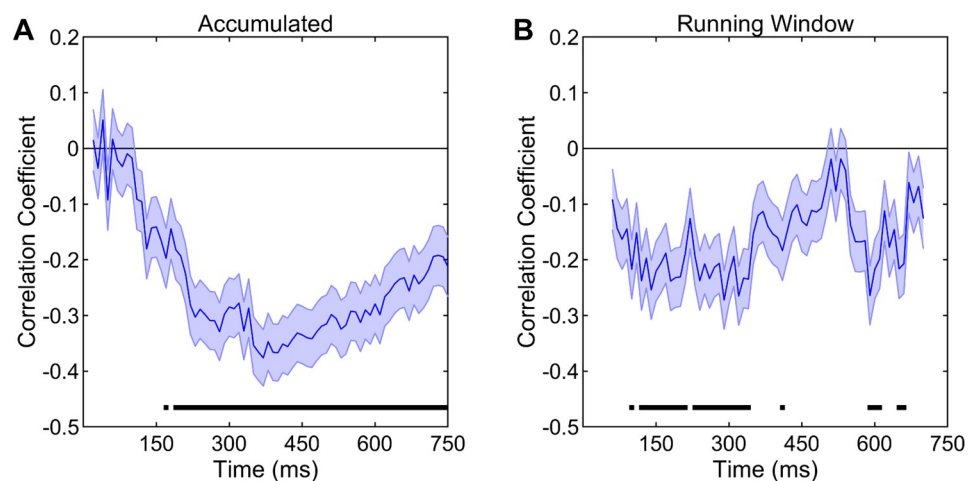 A
Accumulated
0.2
0.1
0
-0.1
-0.2
-0.3
-0.4
-0.5
Correlation Coefficient
150 300 450 600 750
Time (ms)
B
Running Window
0.2
0.1
0
-0.1
-0.2
-0.3
-0.4
-0.5
Correlation Coefficient
150 300 450 600 750
Time (ms)